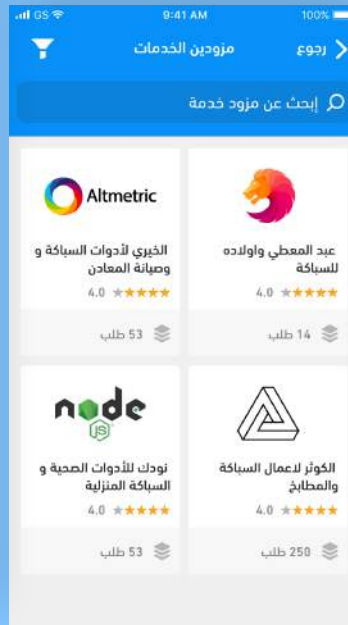 GS 9:41 AM 100%
رجوع
مزودين الخدمات
إبحث عن مزود خدمة
عبد المعطي واولاده
للسباكة
4.0
14 طلب
Altmetric
الخيري لأدوات السباكة و
وصيانة المعادن
4.0
53 طلب
الكوثر لاعمال السباكة
والمطابخ
4.0
250 طلب
node
JS
نودك للأدوات الصحية و
السباكة المنزلية
4.0
53 طلب